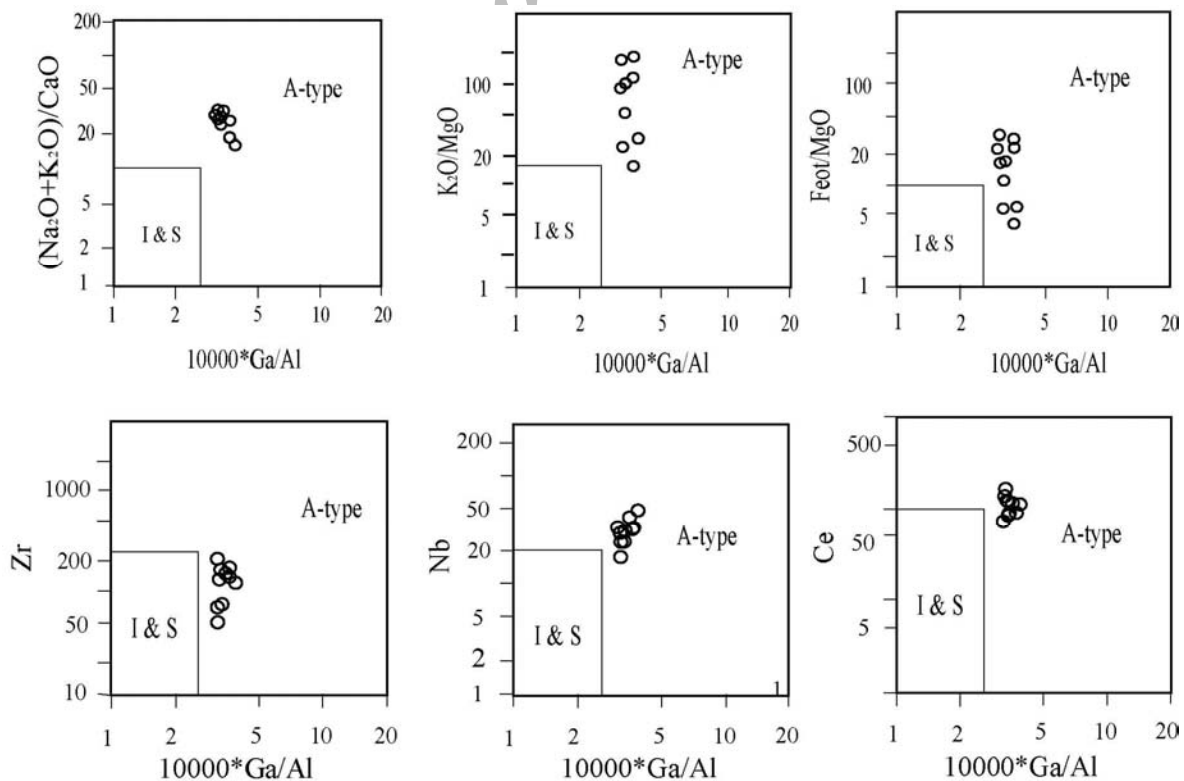 N
200
50
20
5
2
1
(Na₂O+K₂O)/CaO
A-type
I & S
1 2 5 10 20
10000*Ga/Al
100
20
5
1
K₂O/MgO
A-type
I & S
1 2 5 10 20
10000*Ga/Al
100
20
5
1
Feot/MgO
A-type
I & S
1 2 5 10 20
10000*Ga/Al
1000
200
50
10
Zr
A-type
I & S
1 2 5 10 20
10000*Ga/Al
200
50
20
5
2
1
Nb
A-type
I & S
1
1 2 5 10 20
10000*Ga/Al
500
50
5
Ce
A-type
I & S
1 2 5 10 20
10000*Ga/Al